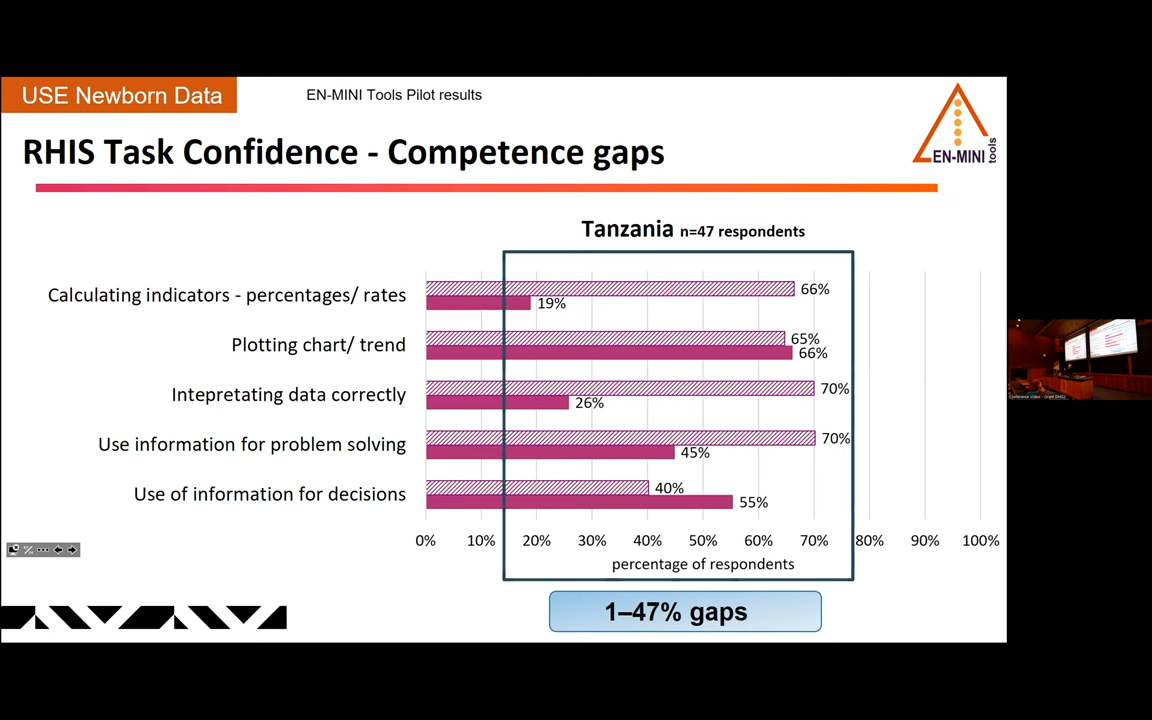 USE Newborn Data
EN-MINI Tools Pilot results
EN-MINI tools
RHIS Task Confidence - Competence gaps
Tanzania n=47 respondents
Calculating indicators - percentages/ rates
66%
19%
Plotting chart/ trend
65%
66%
Intepretating data correctly
70%
26%
Use information for problem solving
70%
45%
Use of information for decisions
40%
55%
0% 10% 20% 30% 40% 50% 60% 70% 80% 90% 100%
percentage of respondents
1–47% gaps